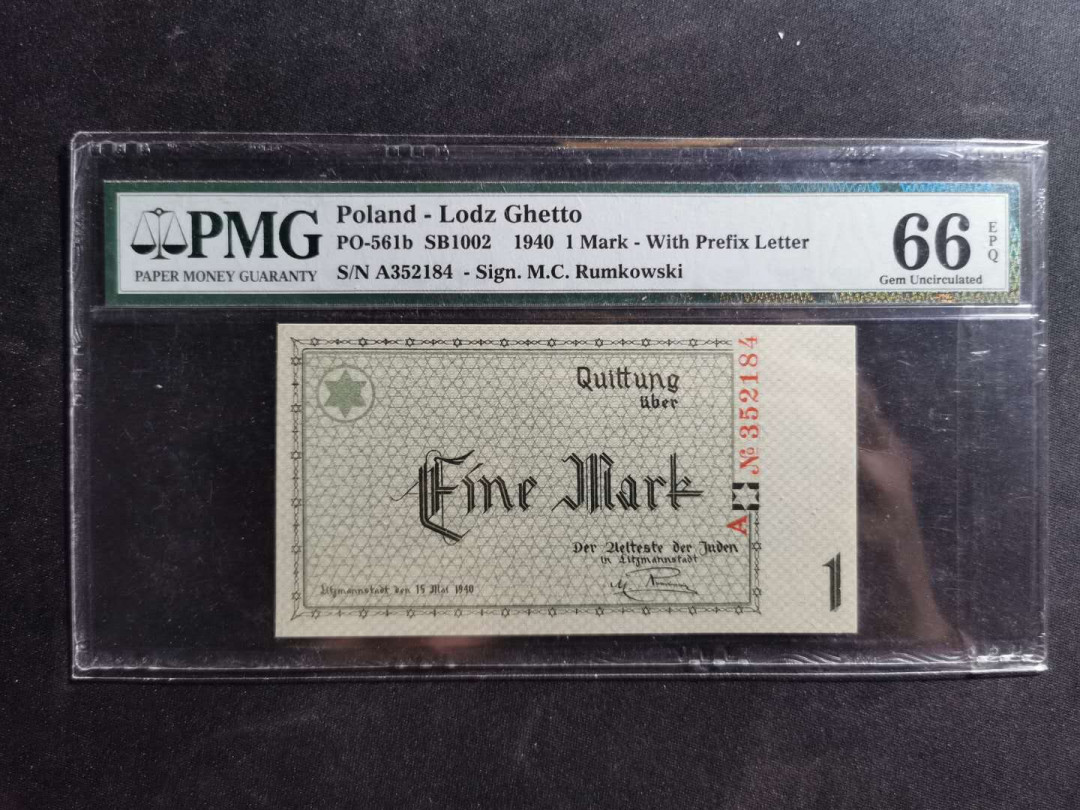 PMG
PAPER MONEY GUARANTY
Poland - Lodz Ghetto
PO-561b SB1002 1940 1 Mark - With Prefix Letter
S/N A352184 - Sign. M.C. Rumkowski
66
EPQ
Gem Uncirculated
Quittung
über
Eine Mark
Der Aelteste der Juden
in Litzmannstadt
Litzmannstadt den 15 Mai 1940
A № 352184
1